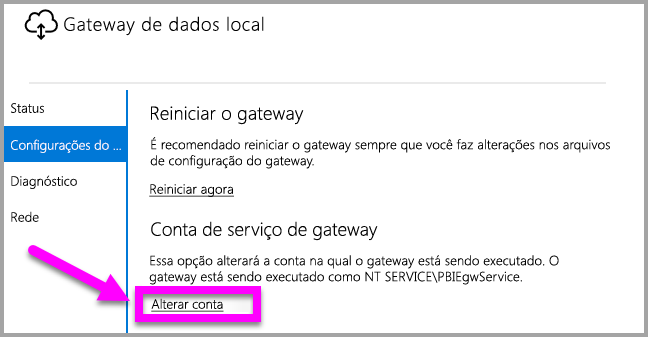 Gateway de dados local
Status
Configurações do ...
Diagnóstico
Rede
Reiniciar o gateway
É recomendado reiniciar o gateway sempre que você faz alterações nos arquivos
de configuração do gateway.
Reiniciar agora
Conta de serviço de gateway
Essa opção alterará a conta na qual o gateway está sendo executado. O
gateway está sendo executado como NT SERVICE\PBIEgwService.
Alterar conta